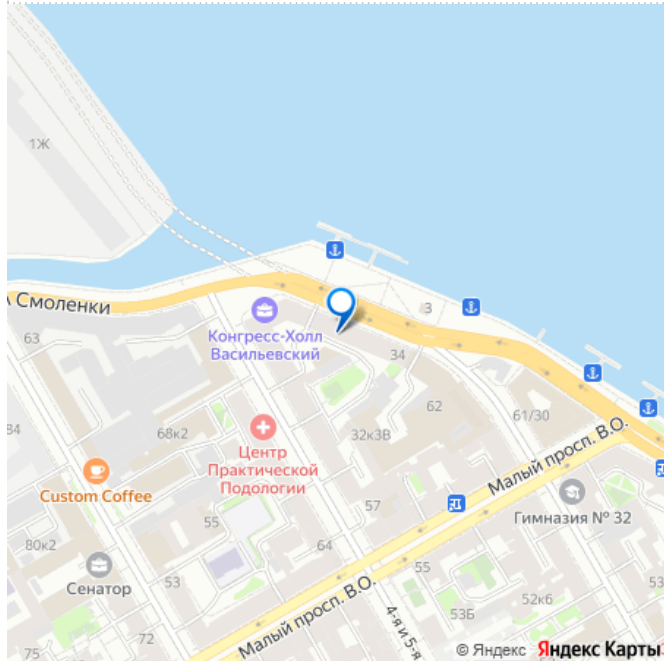 1Ж
Смоленки
3
63
Конгресс-Холл
Васильевский
34
84
68к2
62
61/30
32к3В
Центр
Практической
Подологии
Малый просп. В.О.
Custom Coffee
57
Гимназия № 32
55
80к2
64
Сенатор
53
55
52к6
53Б
72
Малый просп. В.О.
4-я и 5-я
75
© Яндекс Яндекс Карты